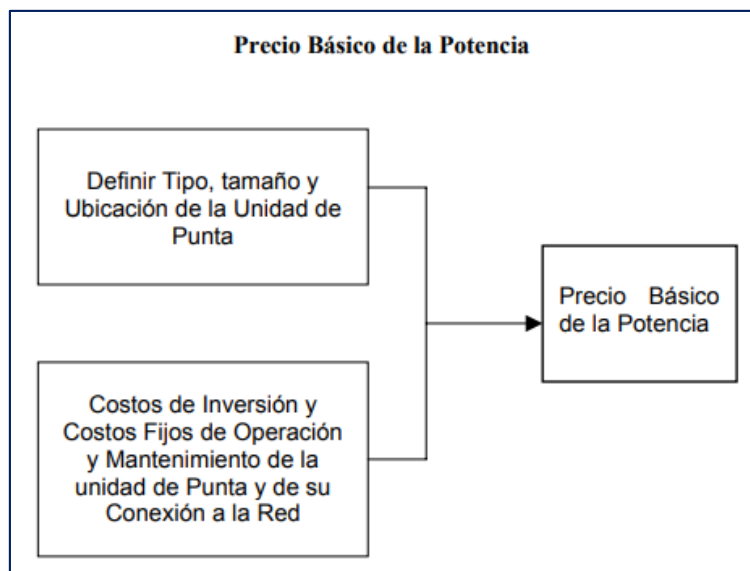 Precio Básico de la Potencia
Definir Tipo, tamaño y
Ubicación de la Unidad de
Punta
Precio Básico
de la Potencia
Costos de Inversión y
Costos Fijos de Operación
y Mantenimiento de la
unidad de Punta y de su
Conexión a la Red